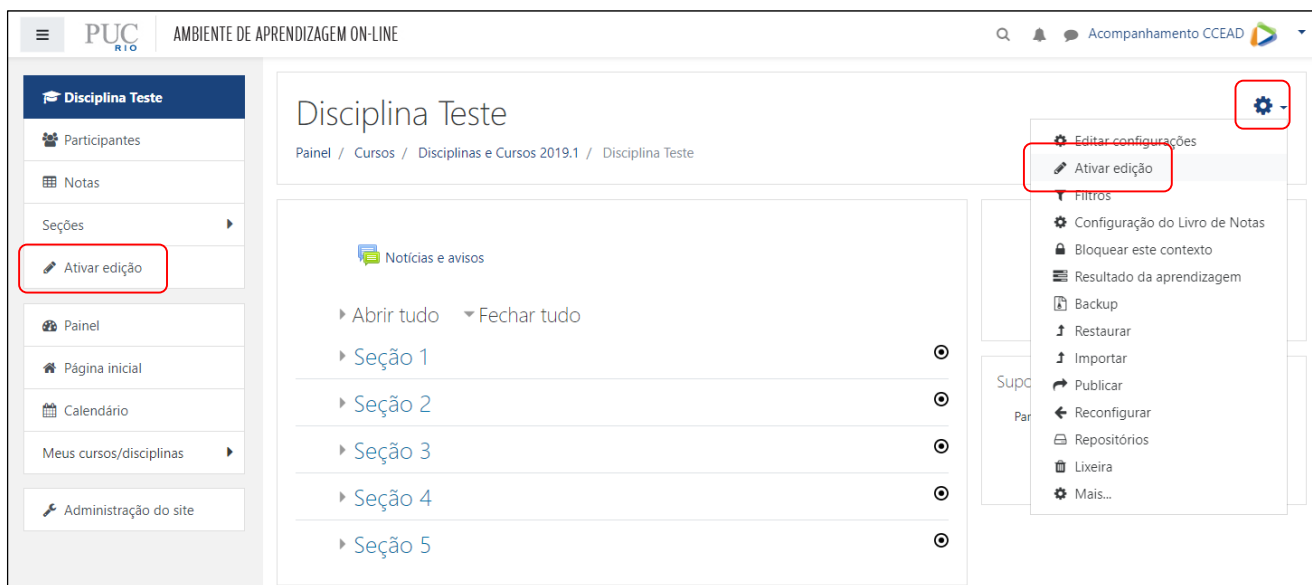 PUC
RIO
AMBIENTE DE APRENDIZAGEM ON-LINE
Acompanhamento CCEAD
Disciplina Teste
Participantes
Notas
Seções
Ativar edição
Painel
Página inicial
Calendário
Meus cursos/disciplinas
Administração do site
Disciplina Teste
Painel / Cursos / Disciplinas e Cursos 2019.1 / Disciplina Teste
Notícias e avisos
Abrir tudo Fechar tudo
Seção 1
Seção 2
Seção 3
Seção 4
Seção 5
Editar configurações
Ativar edição
Filtros
Configuração do Livro de Notas
Bloquear este contexto
Resultado da aprendizagem
Backup
Restaurar
Importar
Publicar
Reconfigurar
Repositórios
Lixeira
Mais...
Supo
Par